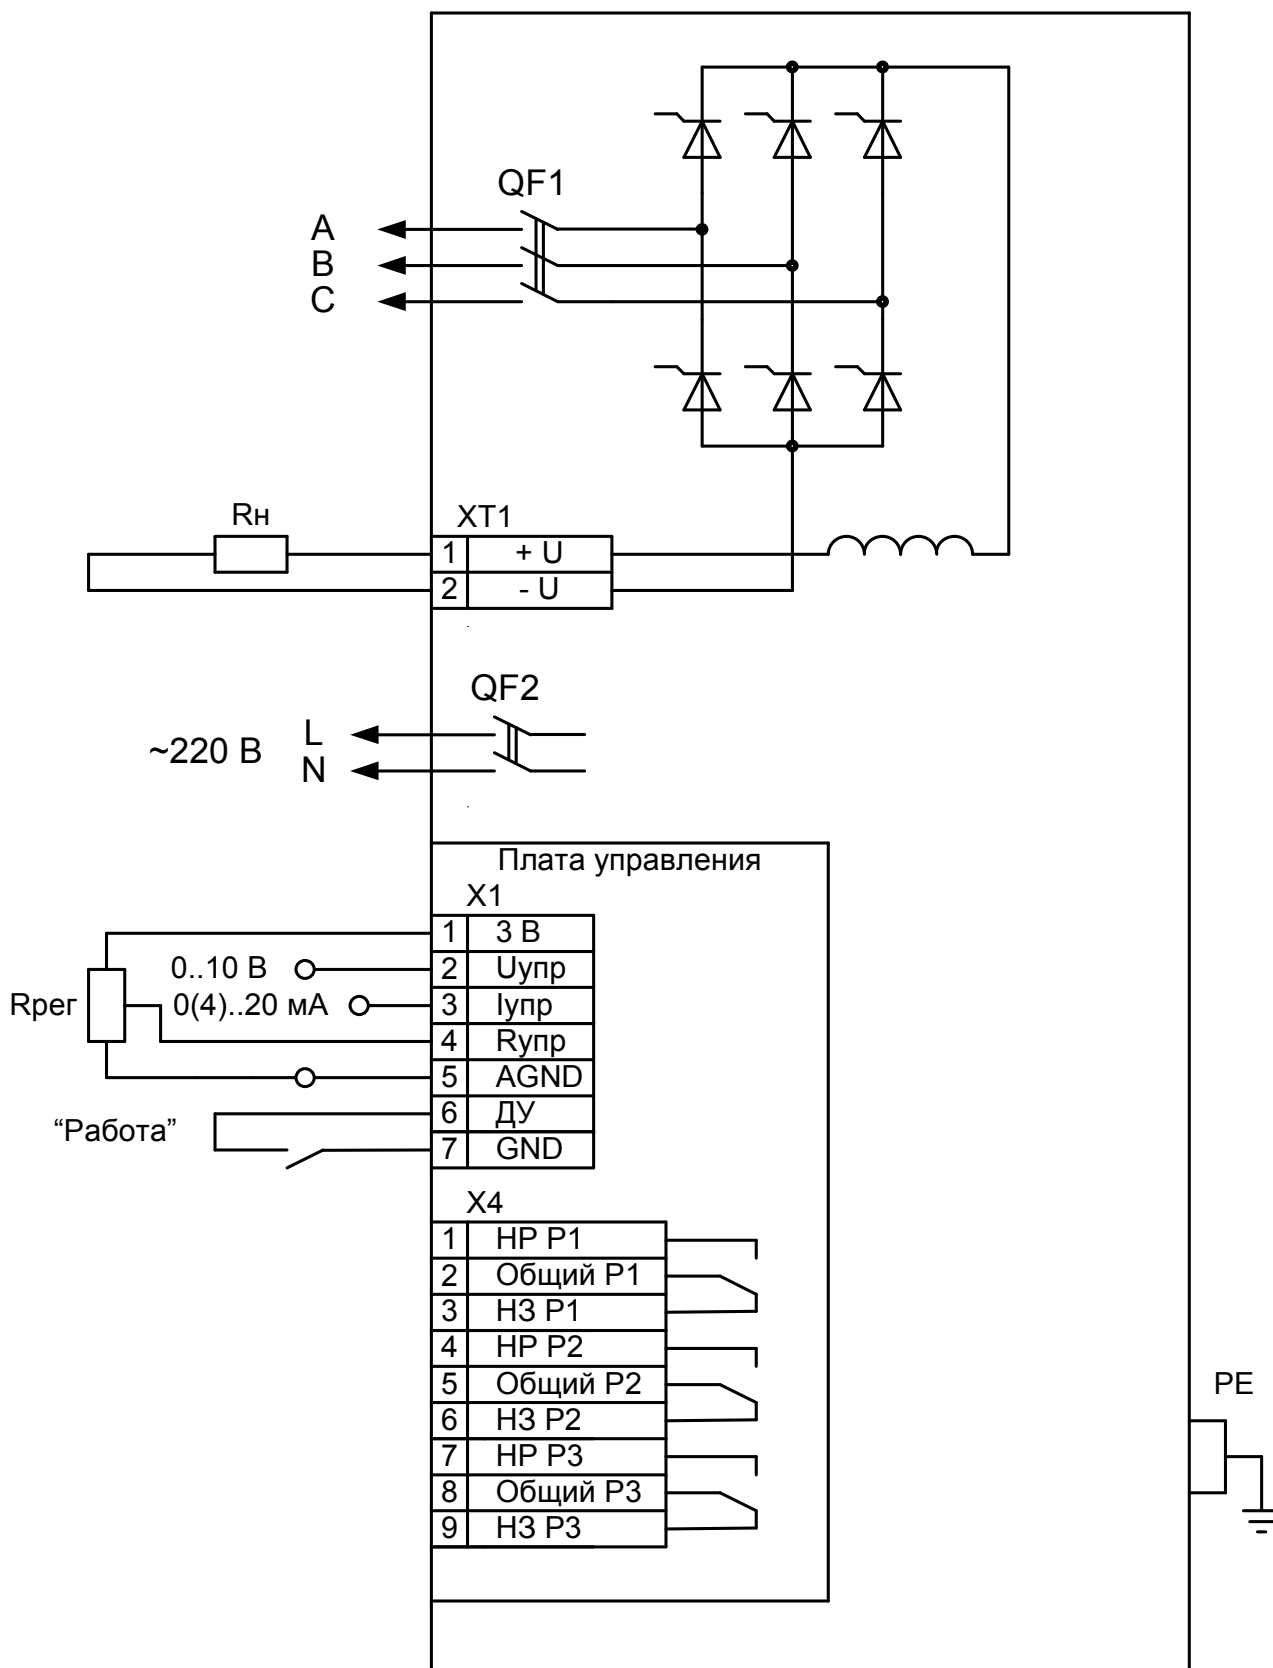 QF1
A
B
C
Rн
XT1
1 + U
2 - U
QF2
~220 В
L
N
Плата управления
X1
1 3 В
0..10 В 2 Uупр
Rрег 0(4)..20 мА 3 Iупр
4 Rупр
5 AGND
“Работа” 6 ДУ
7 GND
X4
1 НР Р1
2 Общий Р1
3 НЗ Р1
4 НР Р2
5 Общий Р2
6 НЗ Р2
7 НР Р3
8 Общий Р3
9 НЗ Р3
PE